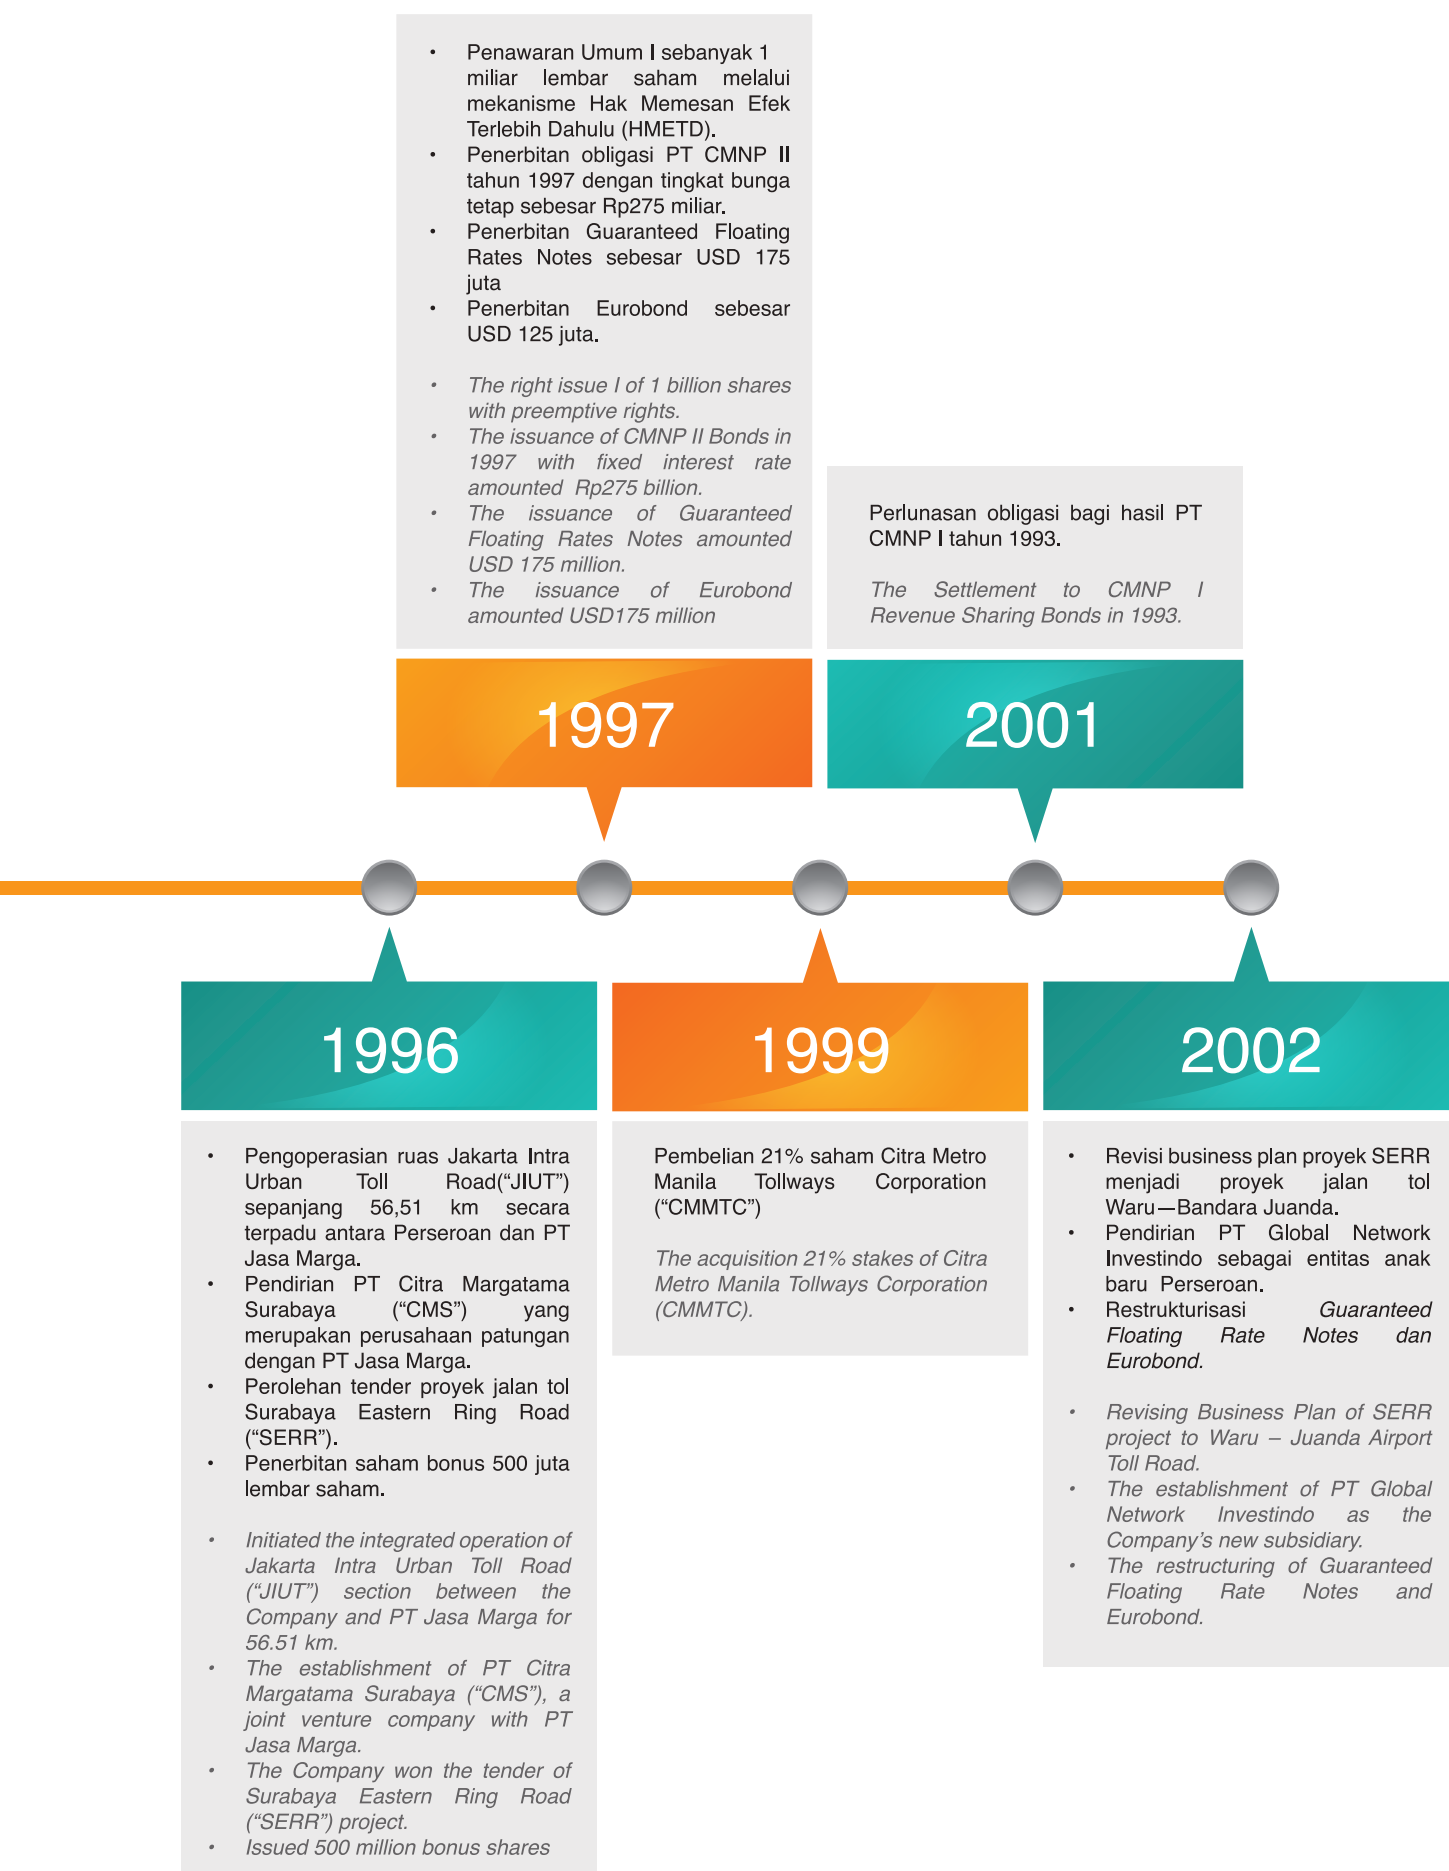 • Penawaran Umum I sebanyak 1
miliar lembar saham melalui
mekanisme Hak Memesan Efek
Terlebih Dahulu (HMETD).
• Penerbitan obligasi PT CMNP II
tahun 1997 dengan tingkat bunga
tetap sebesar Rp275 miliar.
• Penerbitan Guaranteed Floating
Rates Notes sebesar USD 175
juta
• Penerbitan Eurobond sebesar
USD 125 juta.
• The right issue I of 1 billion shares
with preemptive rights.
• The issuance of CMNP II Bonds in
1997 with fixed interest rate
amounted Rp275 billion.
• The issuance of Guaranteed
Floating Rates Notes amounted
USD 175 million.
• The issuance of Eurobond
amounted USD175 million
1997
Perlunasan obligasi bagi hasil PT
CMNP I tahun 1993.
The Settlement to CMNP I
Revenue Sharing Bonds in 1993.
2001
1996
• Pengoperasian ruas Jakarta Intra
Urban Toll Road(“JIUT”)
sepanjang 56,51 km secara
terpadu antara Perseroan dan PT
Jasa Marga.
• Pendirian PT Citra Margatama
Surabaya (“CMS”) yang
merupakan perusahaan patungan
dengan PT Jasa Marga.
• Perolehan tender proyek jalan tol
Surabaya Eastern Ring Road
(“SERR”).
• Penerbitan saham bonus 500 juta
lembar saham.
• Initiated the integrated operation of
Jakarta Intra Urban Toll Road
(“JIUT”) section between the
Company and PT Jasa Marga for
56.51 km.
• The establishment of PT Citra
Margatama Surabaya (“CMS”), a
joint venture company with PT
Jasa Marga.
• The Company won the tender of
Surabaya Eastern Ring Road
(“SERR”) project.
• Issued 500 million bonus shares
1999
Pembelian 21% saham Citra Metro
Manila Tollways Corporation
(“CMMTC”)
The acquisition 21% stakes of Citra
Metro Manila Tollways Corporation
(CMMTC).
2002
• Revisi business plan proyek SERR
menjadi proyek jalan tol
Waru—Bandara Juanda.
• Pendirian PT Global Network
Investindo sebagai entitas anak
baru Perseroan.
• Restrukturisasi Guaranteed
Floating Rate Notes dan
Eurobond.
• Revising Business Plan of SERR
project to Waru – Juanda Airport
Toll Road.
• The establishment of PT Global
Network Investindo as the
Company’s new subsidiary.
• The restructuring of Guaranteed
Floating Rate Notes and
Eurobond.